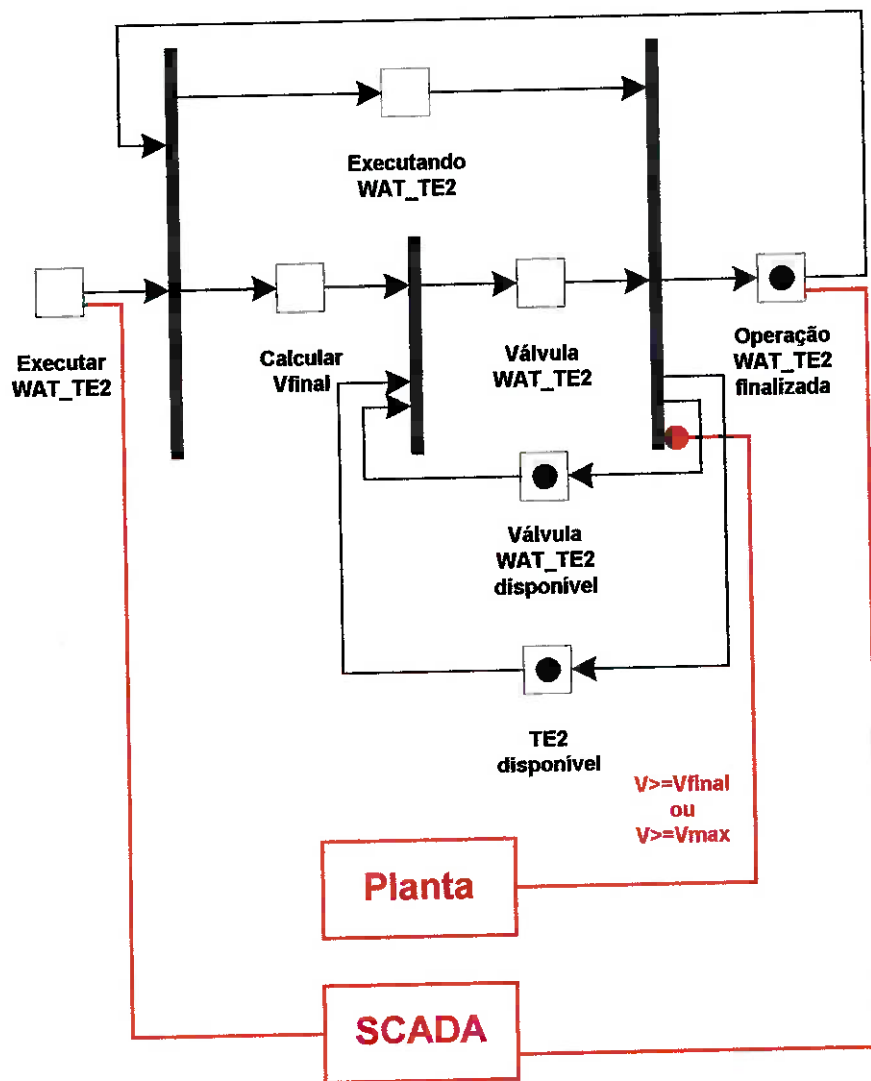 Executando
WAT_TE2
Executar
WAT_TE2
Calcular
Vfinal
Válvula
WAT_TE2
Operação
WAT_TE2
finalizada
Válvula
WAT_TE2
disponível
TE2
disponível
V>=Vfinal
ou
V>=Vmax
Planta
SCADA